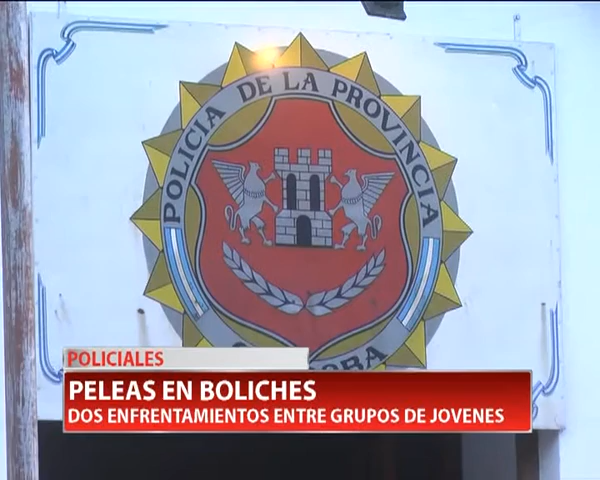 POLICIA DE LA PROVINCIA
POLICIALES
PELEAS EN BOLICHES
DOS ENFRENTAMIENTOS ENTRE GRUPOS DE JOVENES